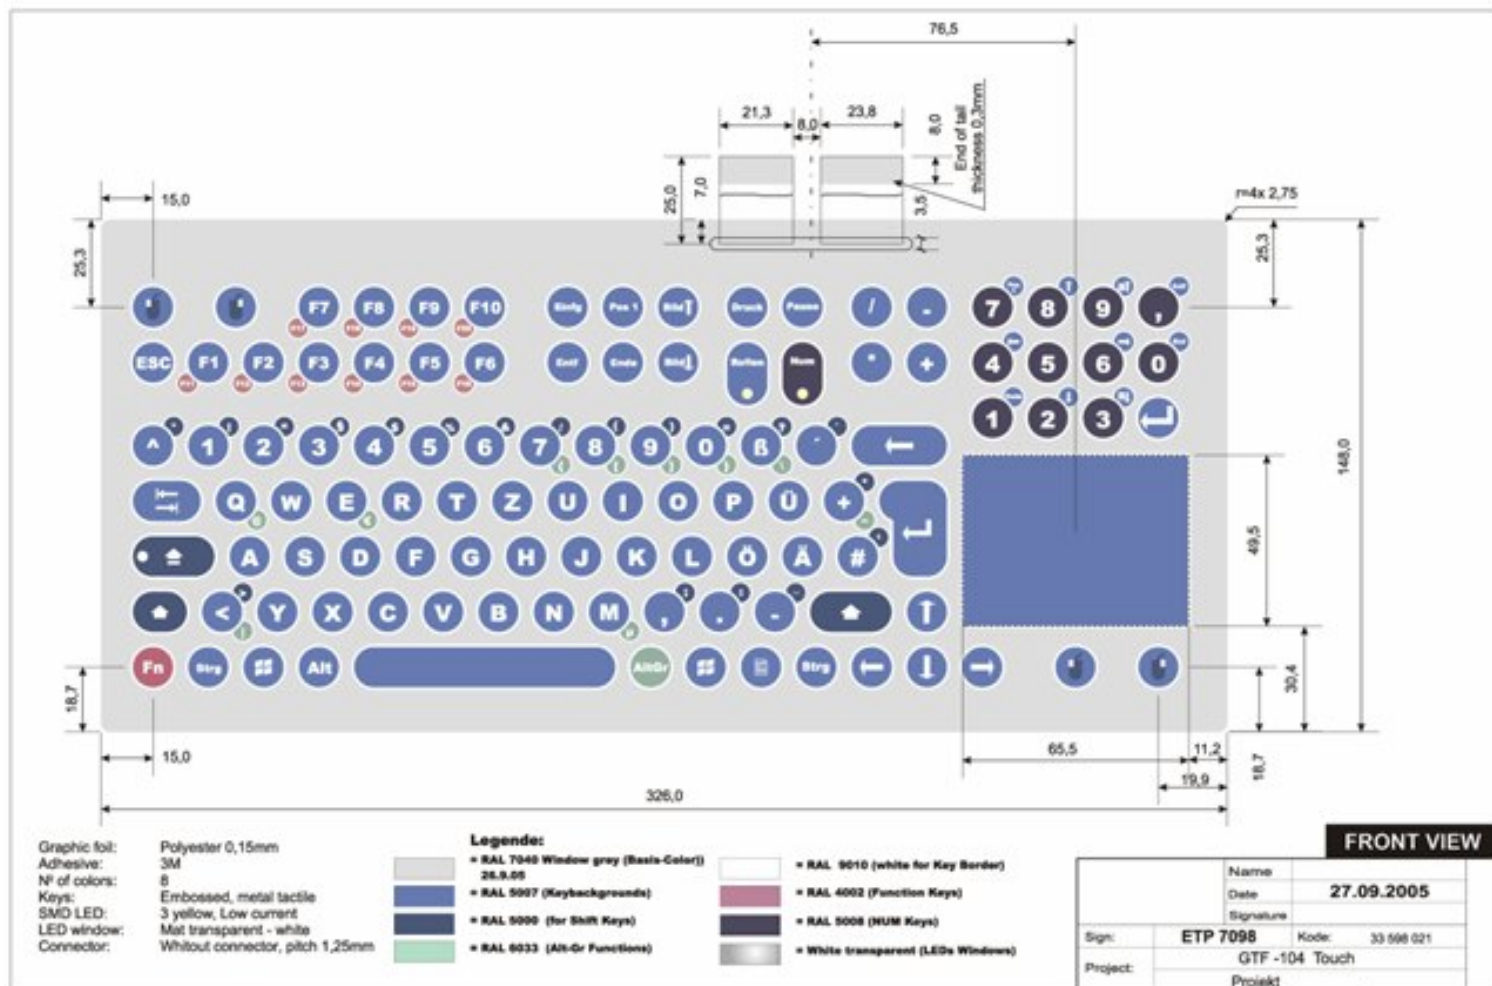 76,5
21,3
8,0
23,8
8,0
End of tail
thickness 0,3mm
25,0
7,0
3,5
15,0
r=4x 2,75
25,3
25,3
F7 F8 F9 F10 Einfg Pos 1 Bild↑ Druck Pause / - 7 8 9 ,
ESC F1 F2 F3 F4 F5 F6 Entf Ende Bild↓ Rollen Num * + 4 5 6 0
1 2 3
^ 1 2 3 4 5 6 7 8 9 0 ß ´ ←
148,0
Q W E R T Z U I O P Ü +
A S D F G H J K L Ö Ä #
49,5
< Y X C V B N M , . - ↑
Fn Strg Alt AltGr Strg ← ↓ →
18,7
30,4
15,0
65,5
11,2
18,7
19,9
326,0
FRONT VIEW
Graphic foil: Polyester 0,15mm
Adhesive: 3M
Nº of colors: 8
Keys: Embossed, metal tactile
SMD LED: 3 yellow, Low current
LED window: Mat transparent - white
Connector: Whitout connector, pitch 1,25mm
Legende:
= RAL 7040 Window grey (Basis-Color))
26.9.05
= RAL 5007 (Keybackgrounds)
= RAL 5000 (for Shift Keys)
= RAL 6033 (Alt-Gr Functions)
= RAL 9010 (white for Key Border)
= RAL 4002 (Function Keys)
= RAL 5008 (NUM Keys)
= White transparent (LEDs Windows)
Name
Date 27.09.2005
Signature
Sign: ETP 7098 Kode: 33 598 021
Project: GTF -104 Touch
Projekt